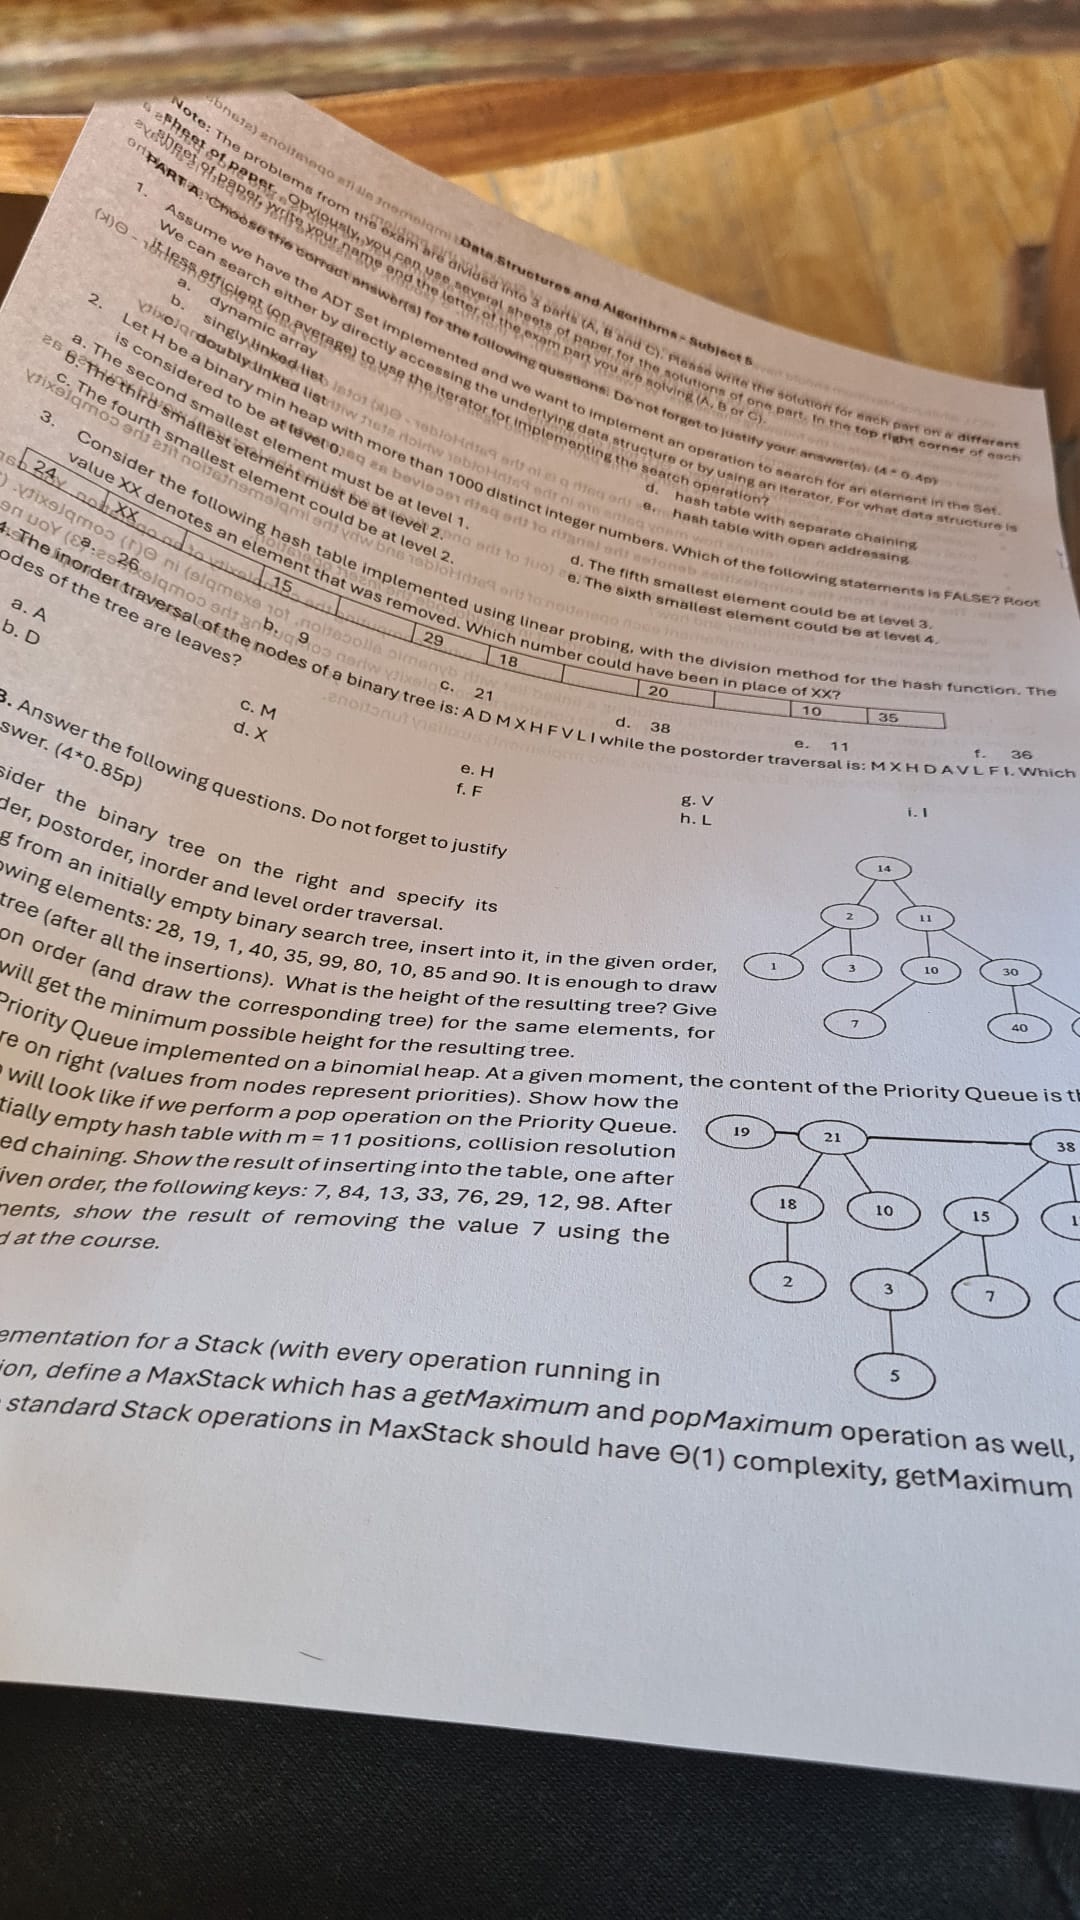 Data Structures and Algorithms - Subject 5
Note: The problems from the exam are divided into 3 parts (A, B and C). Please write the solution for each part on a different
sheet of paper. Obviously, you can use several sheets of paper for the solutions of one part. In the top right corner of each
sheet of paper, write your name and the letter of the exam part you are solving (A, B or C).
PART A. Choose the correct answer(s) for the following questions. Do not forget to justify your answer(s). (4 * 0.4p)
1. Assume we have the ADT Set implemented and we want to implement an operation to search for an element in the Set.
We can search either by directly accessing the underlying data structure or by using an iterator. For what data structure is
it less efficient (on average) to use the iterator for implementing the search operation?
a. dynamic array
b. singly linked list
c. doubly linked list
d. hash table with separate chaining
e. hash table with open addressing
2. Let H be a binary min heap with more than 1000 distinct integer numbers. Which of the following statements is FALSE? Root
is considered to be at level 0.
a. The second smallest element must be at level 1.
b. The third smallest element must be at level 2.
c. The fourth smallest element could be at level 2.
d. The fifth smallest element could be at level 3.
e. The sixth smallest element could be at level 4.
3. Consider the following hash table implemented using linear probing, with the division method for the hash function. The
value XX denotes an element that was removed. Which number could have been in place of XX?
24 XX 15 29 18 20 10 35
a. 26 b. 9 c. 21 d. 38 e. 11 f. 36
4. The inorder traversal of the nodes of a binary tree is: A D M X H F V L I while the postorder traversal is: M X H D A V L F I. Which
odes of the tree are leaves?
a. A
b. D
c. M
d. X
e. H
f. F
g. V
h. L
i. I
B. Answer the following questions. Do not forget to justify
swer. (4*0.85p)
sider the binary tree on the right and specify its
der, postorder, inorder and level order traversal.
g from an initially empty binary search tree, insert into it, in the given order,
owing elements: 28, 19, 1, 40, 35, 99, 80, 10, 85 and 90. It is enough to draw
tree (after all the insertions). What is the height of the resulting tree? Give
on order (and draw the corresponding tree) for the same elements, for
will get the minimum possible height for the resulting tree.
Priority Queue implemented on a binomial heap. At a given moment, the content of the Priority Queue is th
re on right (values from nodes represent priorities). Show how the
will look like if we perform a pop operation on the Priority Queue.
tially empty hash table with m = 11 positions, collision resolution
ed chaining. Show the result of inserting into the table, one after
iven order, the following keys: 7, 84, 13, 33, 76, 29, 12, 98. After
ments, show the result of removing the value 7 using the
d at the course.
14
2 11
1 3 10 30
7 40
19 21 38
18 10 15 1
2 3 7
5
ementation for a Stack (with every operation running in
ion, define a MaxStack which has a getMaximum and popMaximum operation as well,
standard Stack operations in MaxStack should have Θ(1) complexity, getMaximum